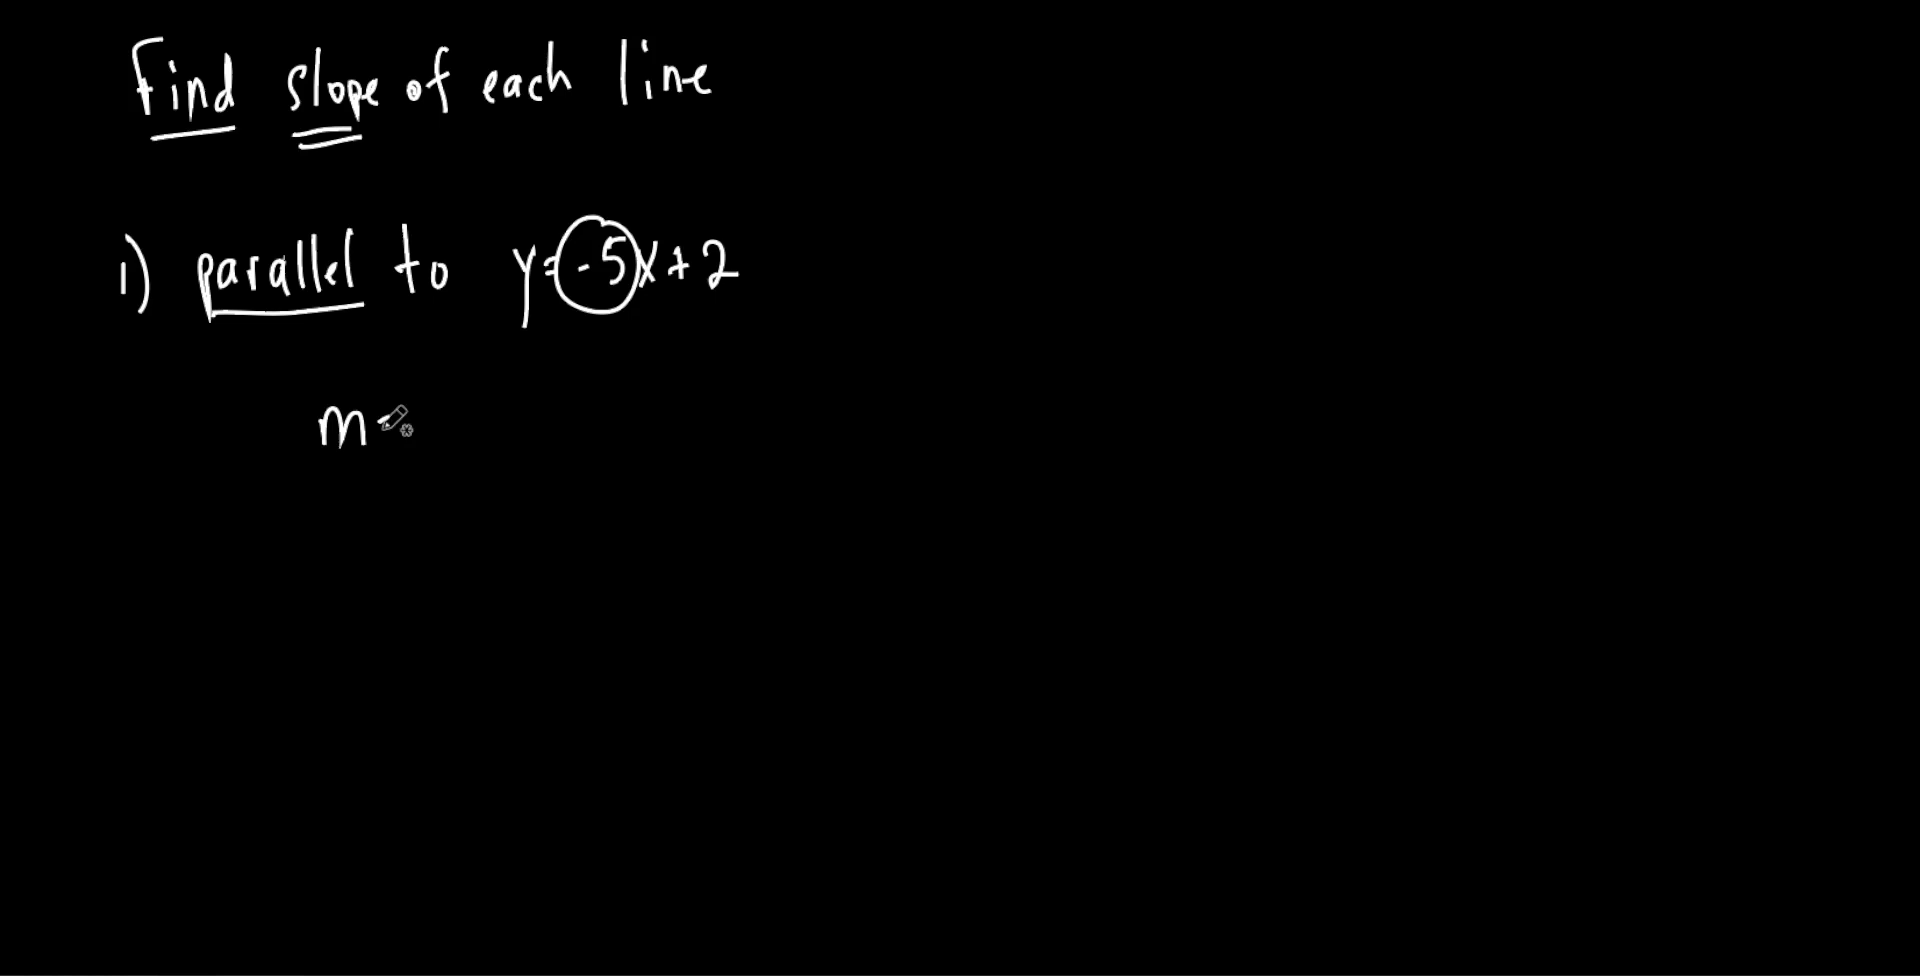 Find slope of each line
1) parallel to y=-5x+2
m=